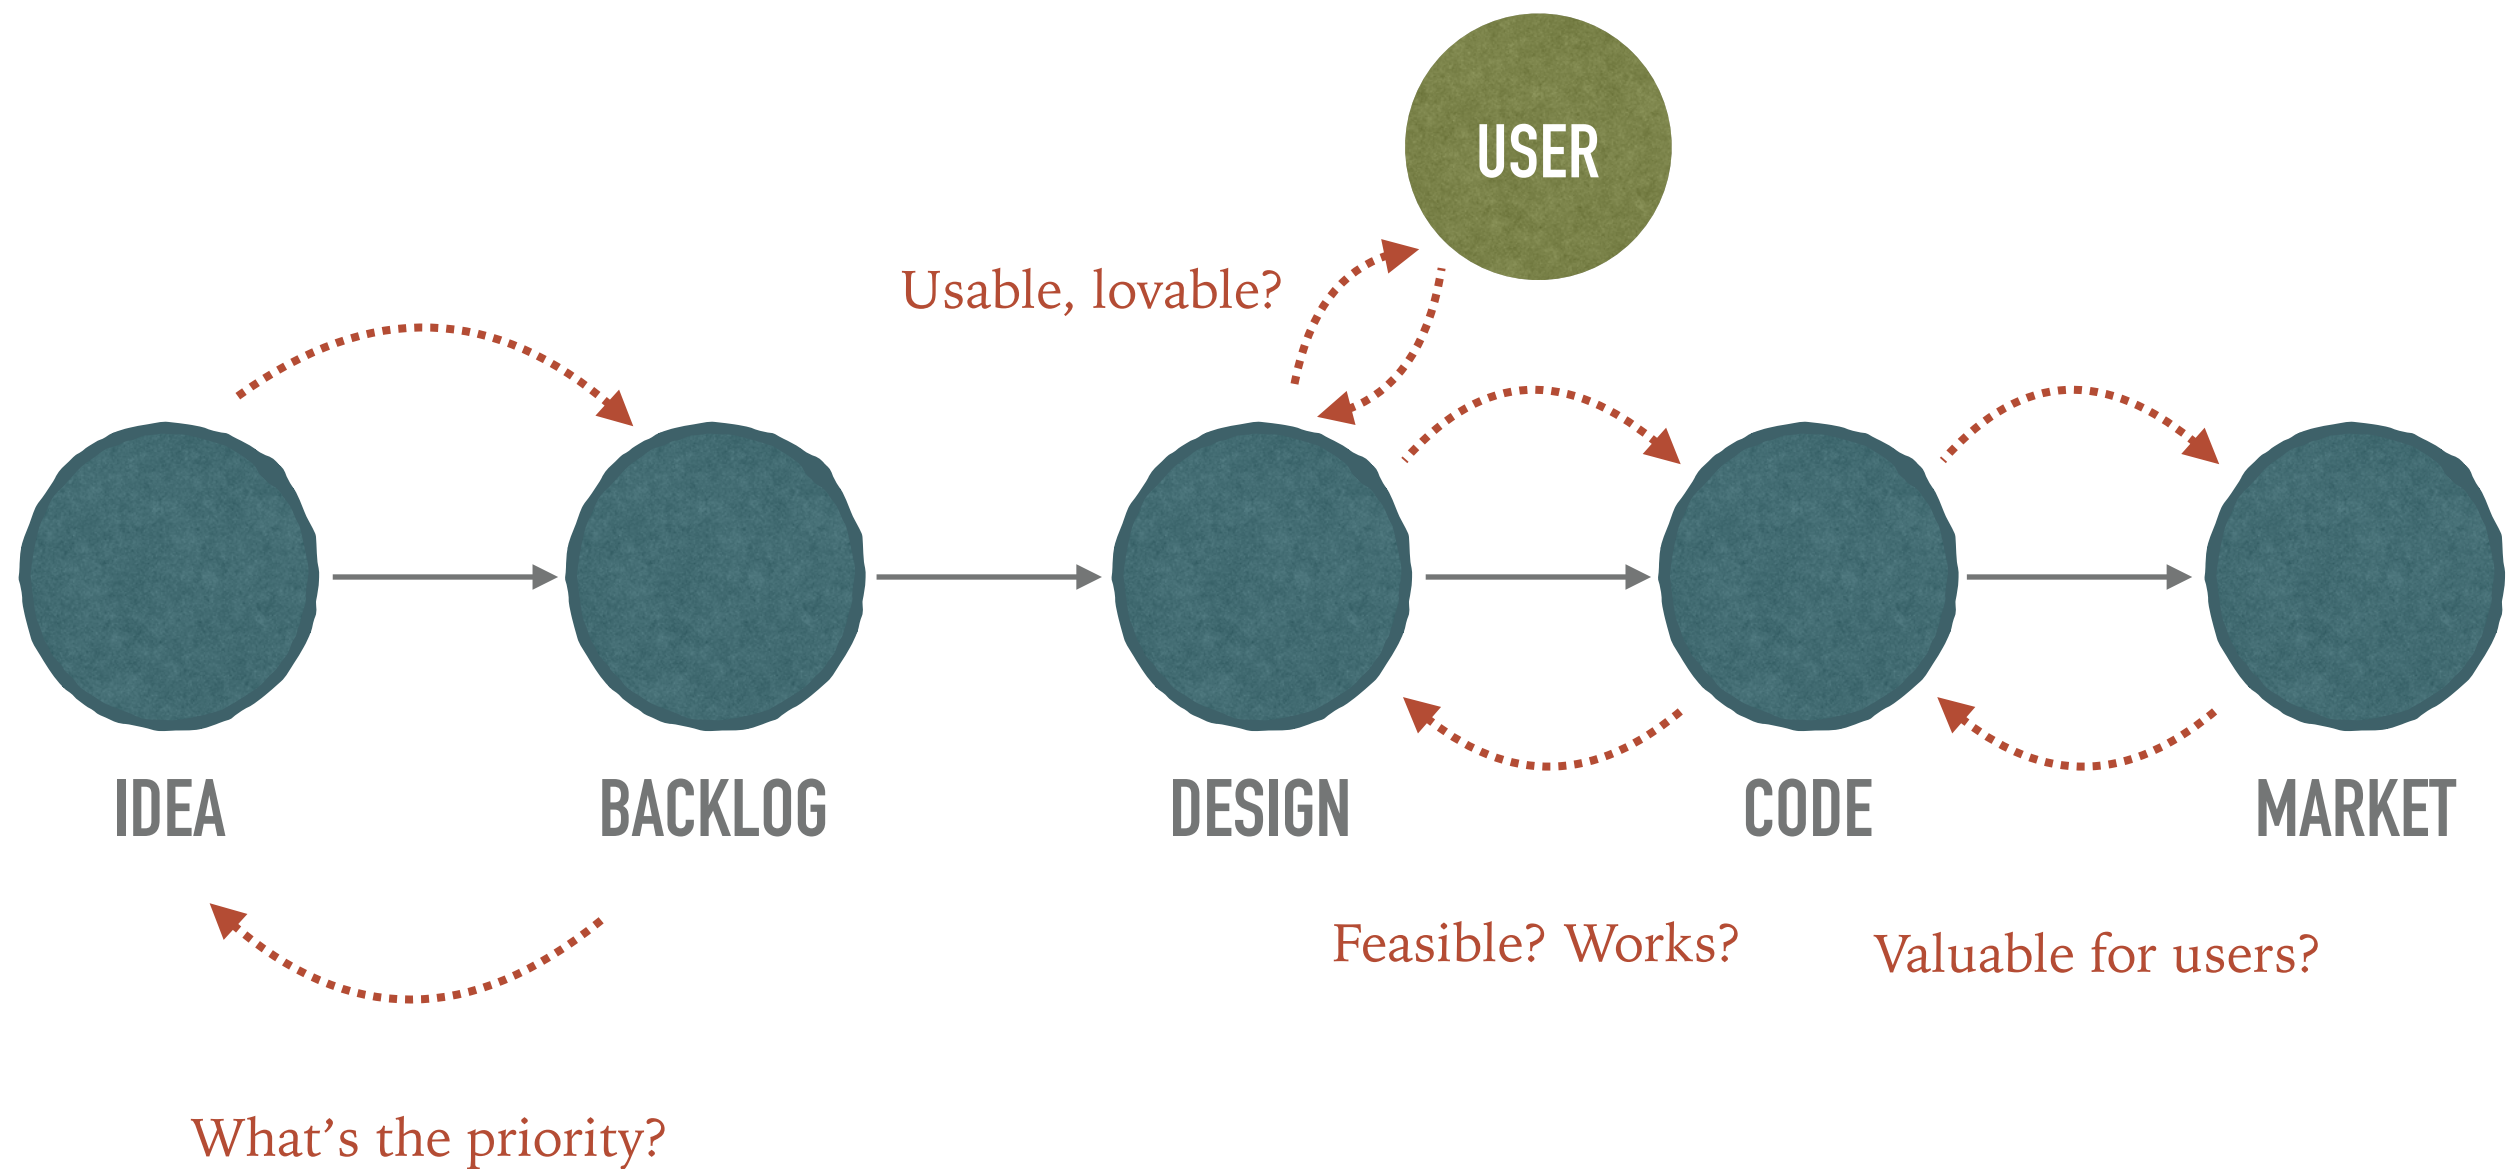 USER
Usable, lovable?
IDEA
BACKLOG
DESIGN
CODE
MARKET
Feasible? Works?
Valuable for users?
What's the priority?